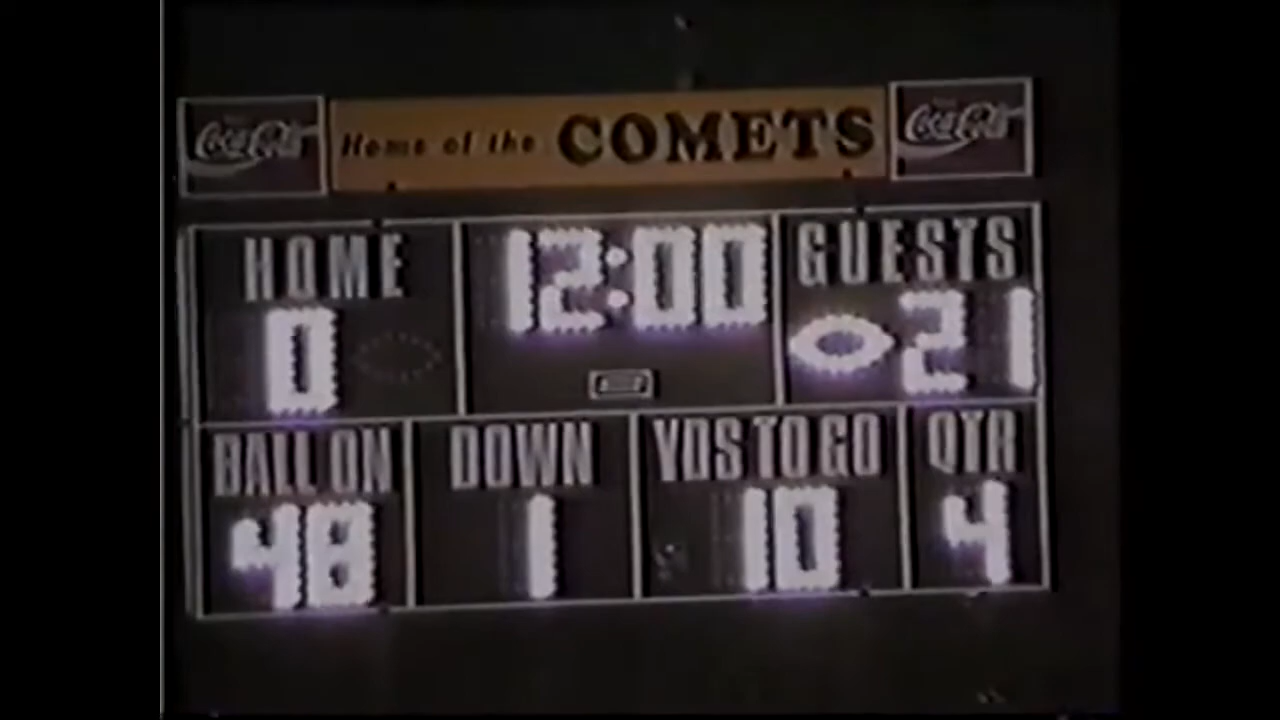 Coca-Cola Home of the COMETS Coca-Cola
HOME 12:00 GUESTS
0 21
BALL ON DOWN YDS TO GO QTR
48 1 10 4